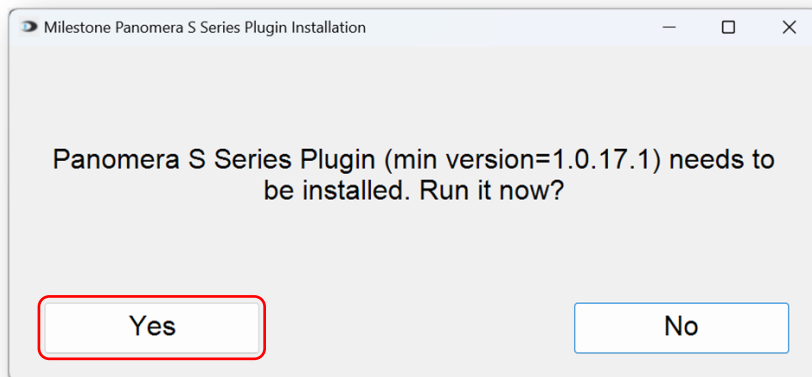 Milestone Panomera S Series Plugin Installation
Panomera S Series Plugin (min version=1.0.17.1) needs to
be installed. Run it now?
Yes
No